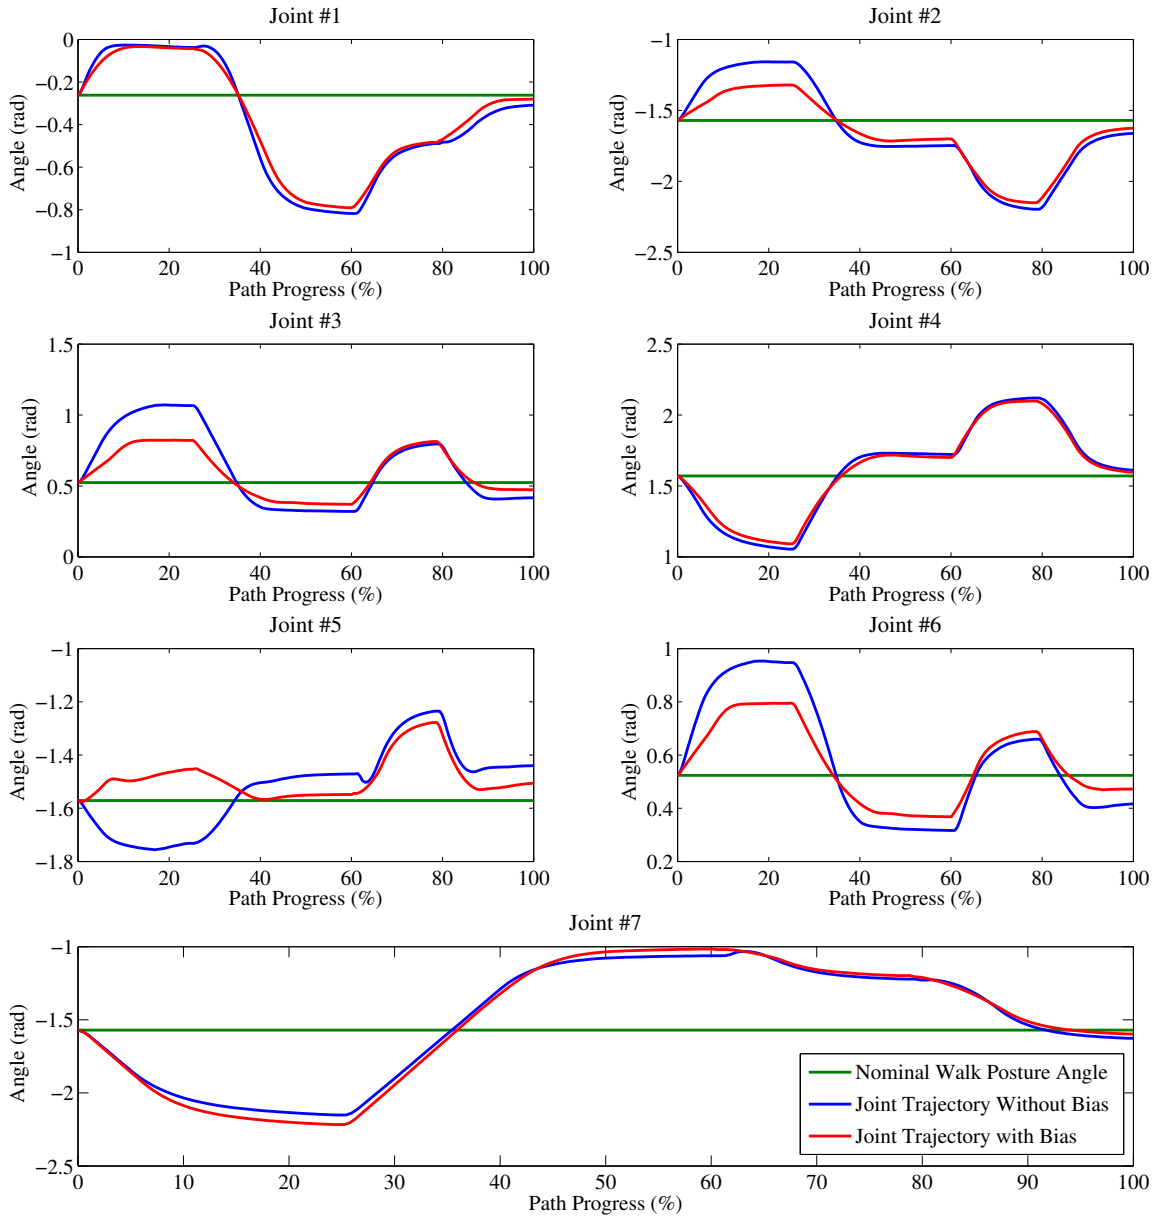 Joint #1
Joint #2
0
−0.2
−0.4
−0.6
−0.8
−1
Angle (rad)
0 20 40 60 80 100
Path Progress (%)
−1
−1.5
−2
−2.5
Angle (rad)
0 20 40 60 80 100
Path Progress (%)
Joint #3
Joint #4
1.5
1
0.5
0
Angle (rad)
0 20 40 60 80 100
Path Progress (%)
2.5
2
1.5
1
Angle (rad)
0 20 40 60 80 100
Path Progress (%)
Joint #5
Joint #6
−1
−1.2
−1.4
−1.6
−1.8
Angle (rad)
0 20 40 60 80 100
Path Progress (%)
1
0.8
0.6
0.4
0.2
Angle (rad)
0 20 40 60 80 100
Path Progress (%)
Joint #7
−1
−1.5
−2
−2.5
Angle (rad)
Nominal Walk Posture Angle
Joint Trajectory Without Bias
Joint Trajectory with Bias
0 10 20 30 40 50 60 70 80 90 100
Path Progress (%)